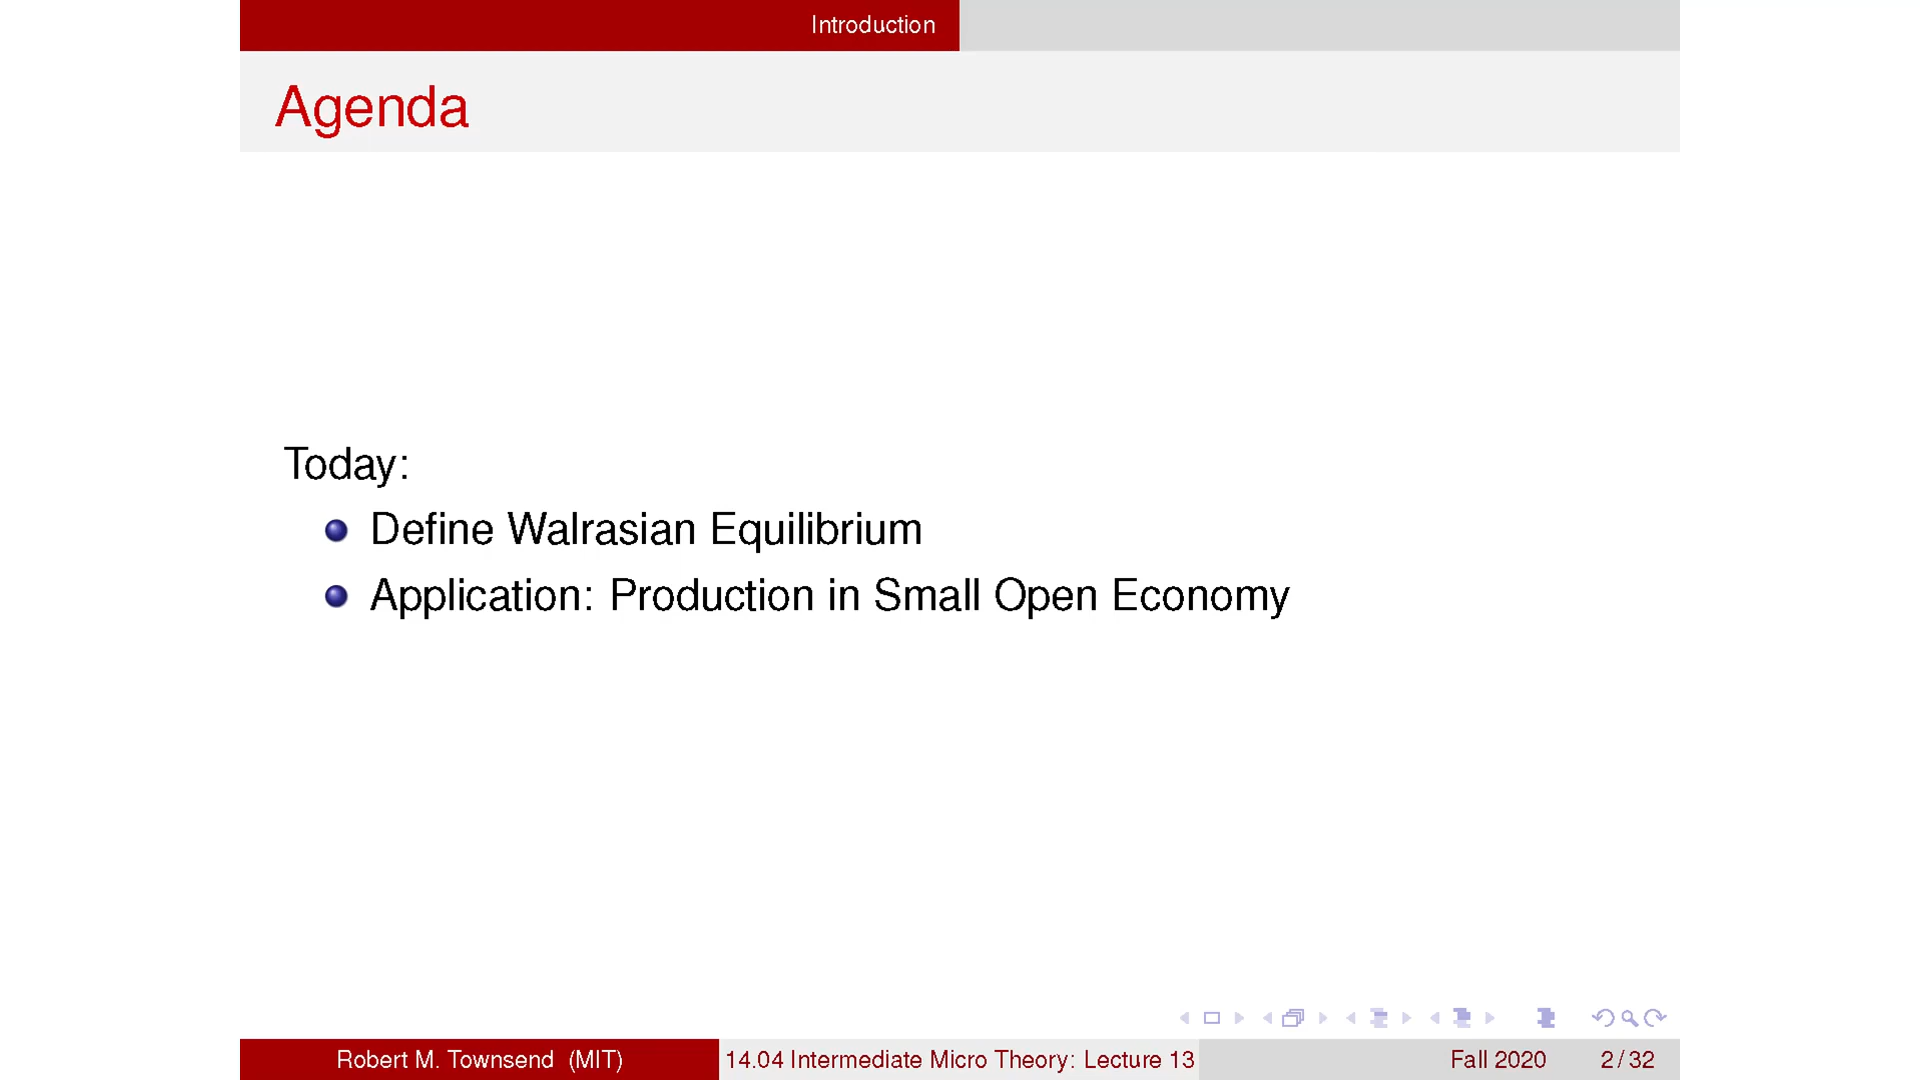 Introduction
Agenda
Today:
Define Walrasian Equilibrium
Application: Production in Small Open Economy
Robert M. Townsend (MIT)
14.04 Intermediate Micro Theory: Lecture 13
Fall 2020
2 / 32